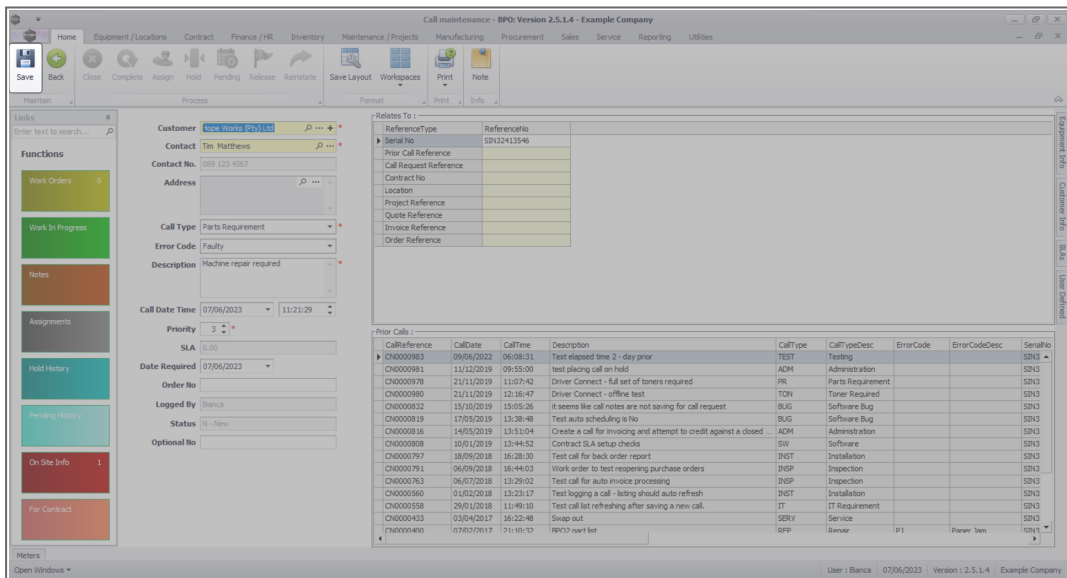 Call maintenance - BPO: Version 2.5.1.4 - Example Company
Home Equipment / Locations Contract Finance / HR Inventory Maintenance / Projects Manufacturing Procurement Sales Service Reporting Utilities
Save Back Close Complete Assign Hold Pending Release Reinstate Save Layout Workspaces Print Note
Maintain Process Format Print Info
Links
Enter text to search...
Functions
Work Orders 0
Work In Progress
Notes
Assignments
Hold History
Pending History
On Site Info 1
For Contract
Customer Hope Works (Pty) Ltd *
Contact Tim Matthews *
Contact No. 089 123 4567
Address
Call Type Parts Requirement *
Error Code Faulty
Description Machine repair required *
Call Date Time 07/06/2023 11:21:29
Priority 3 *
SLA 0.00
Date Required 07/06/2023
Order No
Logged By Bianca
Status N - New
Optional No
Relates To :
ReferenceType ReferenceNo
Serial No SIN32413546
Prior Call Reference
Call Request Reference
Contract No
Location
Project Reference
Quote Reference
Invoice Reference
Order Reference
Equipment Info
Customer Info
SLAs
User Defined
Prior Calls :
CallReference CallDate CallTime Description CallType CallTypeDesc ErrorCode ErrorCodeDesc SerialNo
CN0000983 09/06/2022 06:08:31 Test elapsed time 2 - day prior TEST Testing SIN3
CN0000981 11/12/2019 09:55:00 test placing call on hold ADM Administration SIN3
CN0000978 21/11/2019 11:07:42 Driver Connect - full set of toners required PR Parts Requirement SIN3
CN0000980 21/11/2019 12:16:47 Driver Connect - offline test TON Toner Required SIN3
CN0000832 15/10/2019 15:05:26 it seems like call notes are not saving for call request BUG Software Bug SIN3
CN0000819 17/05/2019 13:38:48 Test auto scheduling is No BUG Software Bug SIN3
CN0000816 14/05/2019 13:51:04 Create a call for invoicing and attempt to credit against a closed ... ADM Administration SIN3
CN0000808 10/01/2019 13:44:52 Contract SLA setup checks SW Software SIN3
CN0000797 18/09/2018 16:28:30 Test call for back order report INST Installation SIN3
CN0000791 06/09/2018 16:44:03 Work order to test reopening purchase orders INSP Inspection SIN3
CN0000763 06/07/2018 13:29:02 Test call for auto invoice processing INSP Inspection SIN3
CN0000560 01/02/2018 13:23:17 Test logging a call - listing should auto refresh INST Installation SIN3
CN0000558 29/01/2018 11:49:10 Test call list refreshing after saving a new call. IT IT Requirement SIN3
CN0000433 03/04/2017 16:22:48 Swap out SERV Service SIN3
CN0000400 07/02/2017 21:10:32 BPO2 part list REP Repair P1 Paper Jam SIN3
Meters
Open Windows
User : Bianca 07/06/2023 Version : 2.5.1.4 Example Company